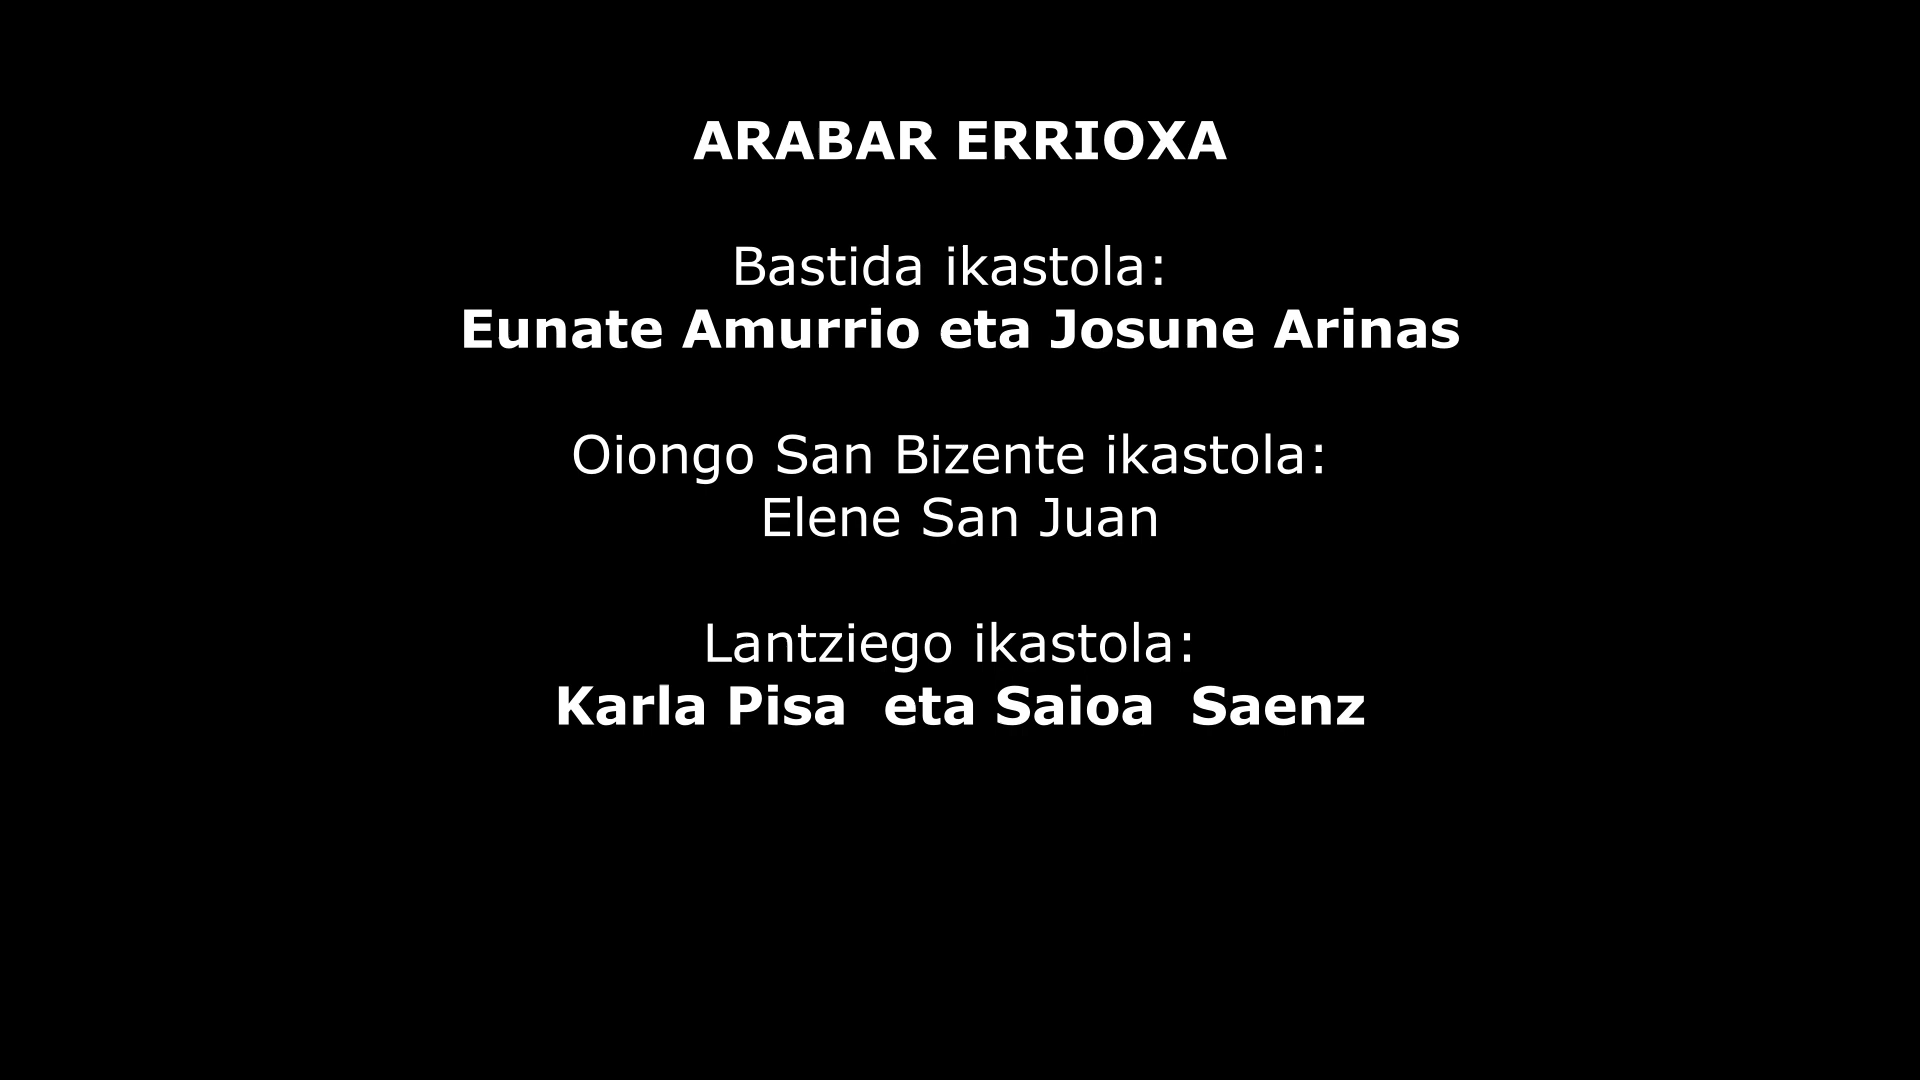 ARABAR ERRIOXA
Bastida ikastola:
Eunate Amurrio eta Josune Arinas
Oiongo San Bizente ikastola:
Elene San Juan
Lantziego ikastola:
Karla Pisa  eta Saioa  Saenz